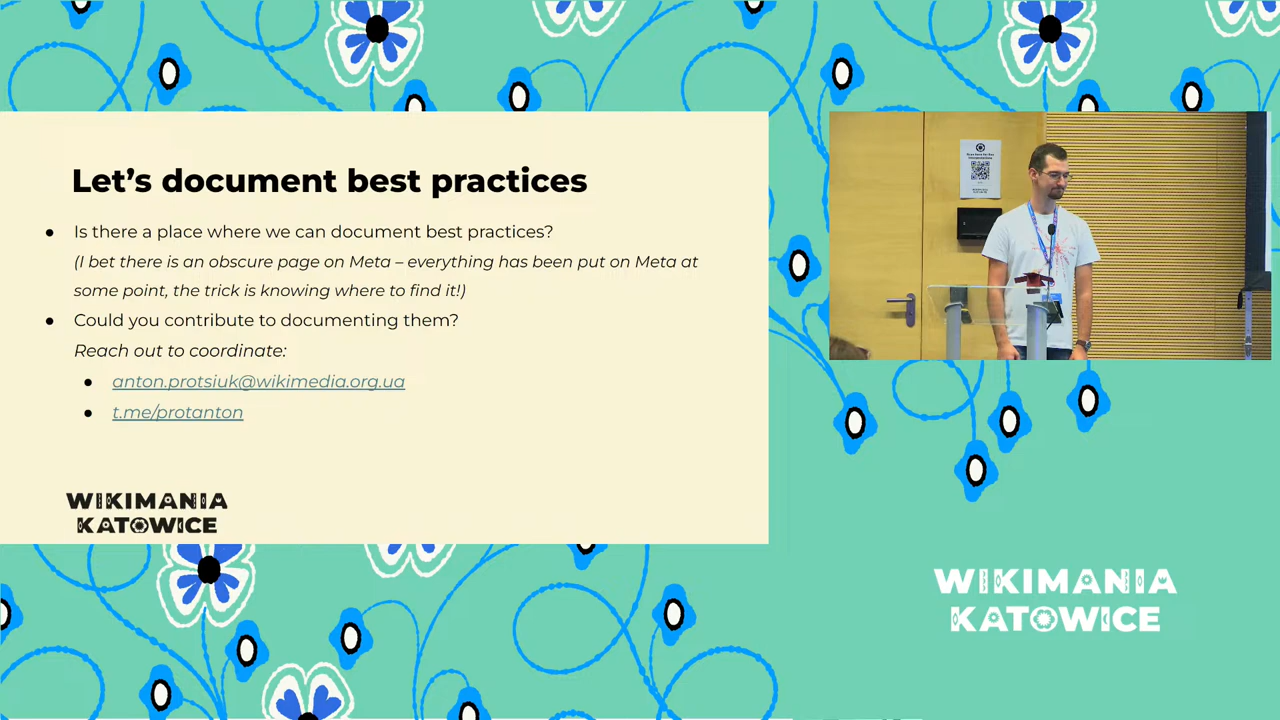 Let's document best practices
● Is there a place where we can document best practices?
(I bet there is an obscure page on Meta – everything has been put on Meta at
some point, the trick is knowing where to find it!)
● Could you contribute to documenting them?
Reach out to coordinate:
● anton.protsiuk@wikimedia.org.ua
● t.me/protanton
WIKIMANIA
KATOWICE
WIKIMANIA
KATOWICE